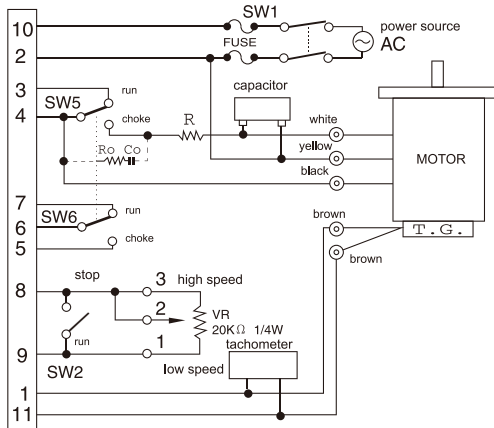 10
SW1
power source
FUSE
AC
2
3
run
capacitor
SW5
4
choke
R
white
Ro Co
yellow
MOTOR
black
7
run
SW6
6
brown
T.G.
5
choke
brown
stop
3 high speed
8
2
VR
20KΩ 1/4W
run
1
tachometer
9
SW2
low speed
1
11